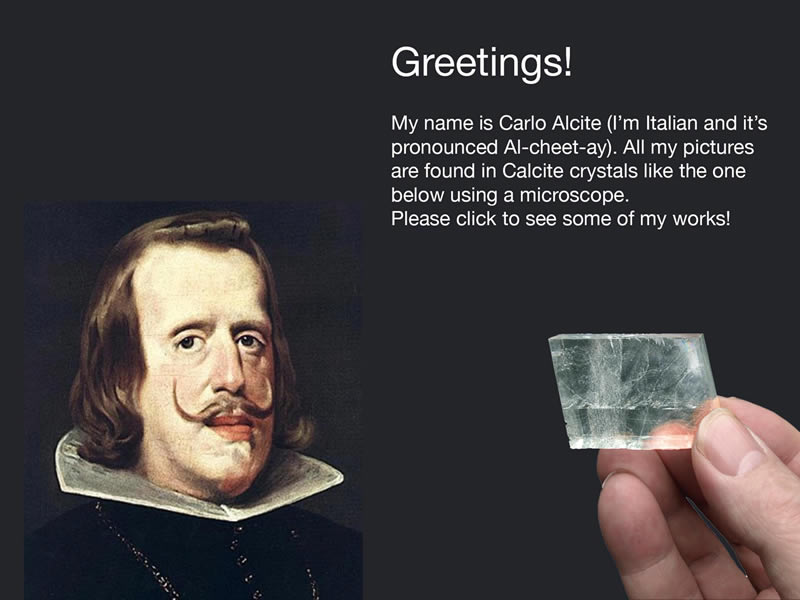 Greetings!
My name is Carlo Alcite (I'm Italian and it's
pronounced Al-cheet-ay). All my pictures
are found in Calcite crystals like the one
below using a microscope.
Please click to see some of my works!